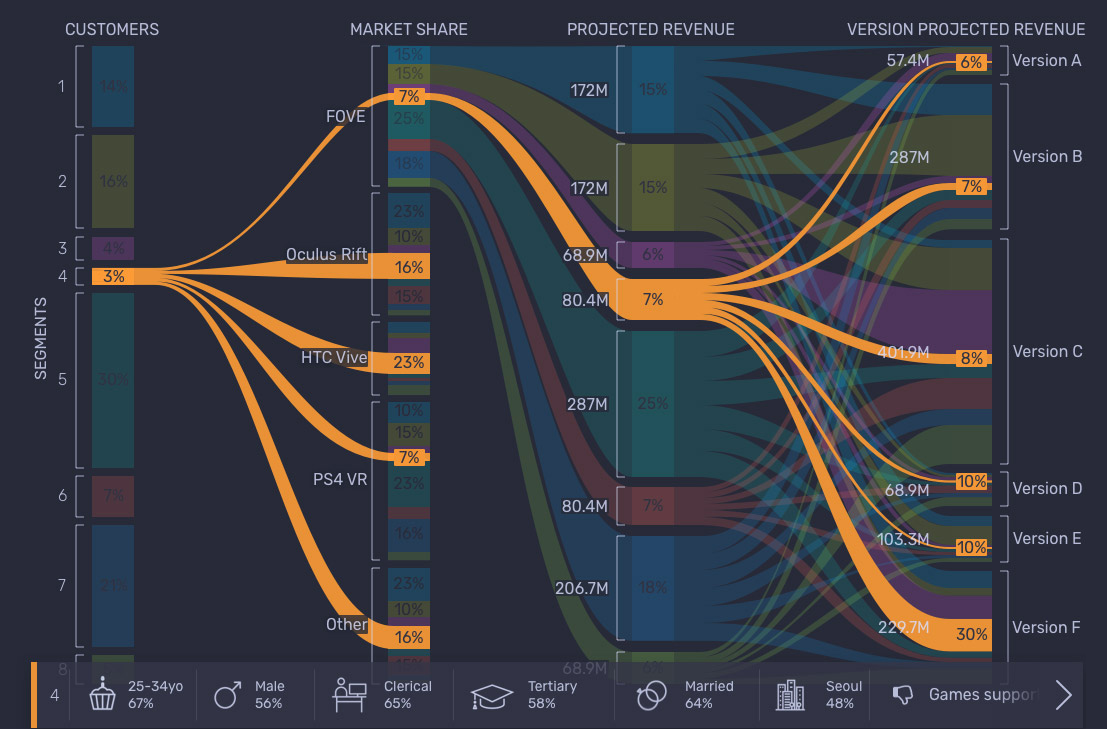 CUSTOMERS
MARKET SHARE
PROJECTED REVENUE
VERSION PROJECTED REVENUE
SEGMENTS
1
14%
2
16%
3
4%
4
3%
5
30%
6
7%
7
21%
8
FOVE
15%
15%
7%
25%
18%
Oculus Rift
23%
10%
16%
15%
HTC Vive
23%
PS4 VR
10%
15%
7%
23%
16%
Other
23%
10%
16%
15%
172M
15%
172M
15%
68.9M
6%
80.4M
7%
287M
25%
80.4M
7%
206.7M
18%
68.9M
6%
57.4M
6%
Version A
287M
7%
Version B
401.9M
8%
Version C
68.9M
10%
Version D
103.3M
10%
Version E
229.7M
30%
Version F
4
25-34yo
67%
Male
56%
Clerical
65%
Tertiary
58%
Married
64%
Seoul
48%
Games suppor